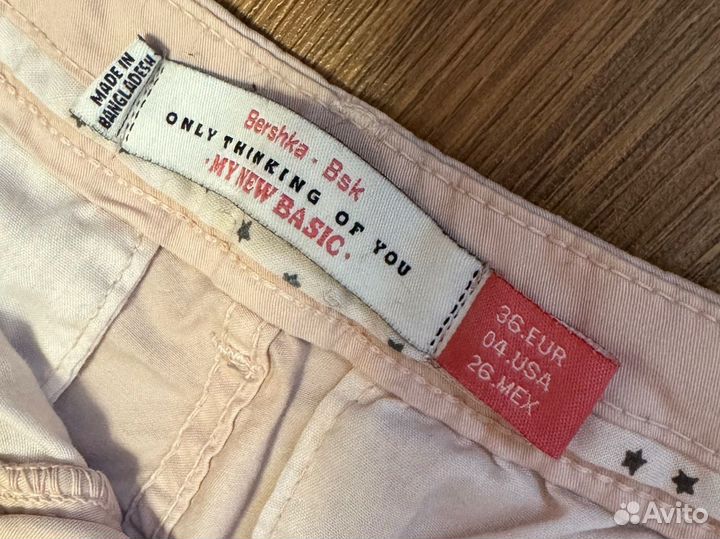 MADE IN
BANGLADESH
Bershka . Bsk
ONLY THINKING OF YOU
·MY NEW BASIC·
36.EUR
04.USA
26.MEX
Avito